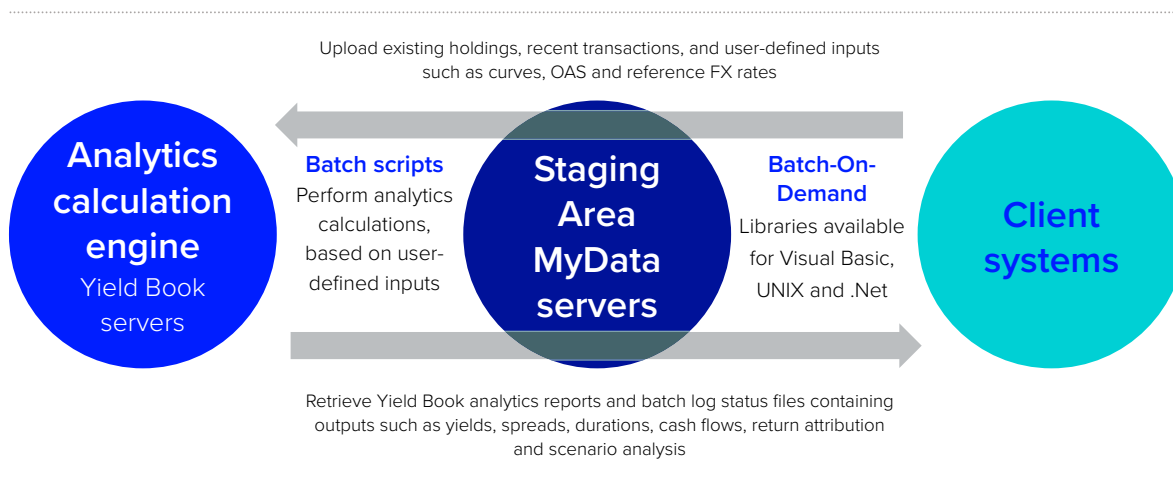 Upload existing holdings, recent transactions, and user-defined inputs
such as curves, OAS and reference FX rates
Analytics
calculation
engine
Yield Book
servers
Batch scripts
Perform analytics
calculations,
based on user-
defined inputs
Staging
Area
MyData
servers
Batch-On-
Demand
Libraries available
for Visual Basic,
UNIX and .Net
Client
systems
Retrieve Yield Book analytics reports and batch log status files containing
outputs such as yields, spreads, durations, cash flows, return attribution
and scenario analysis